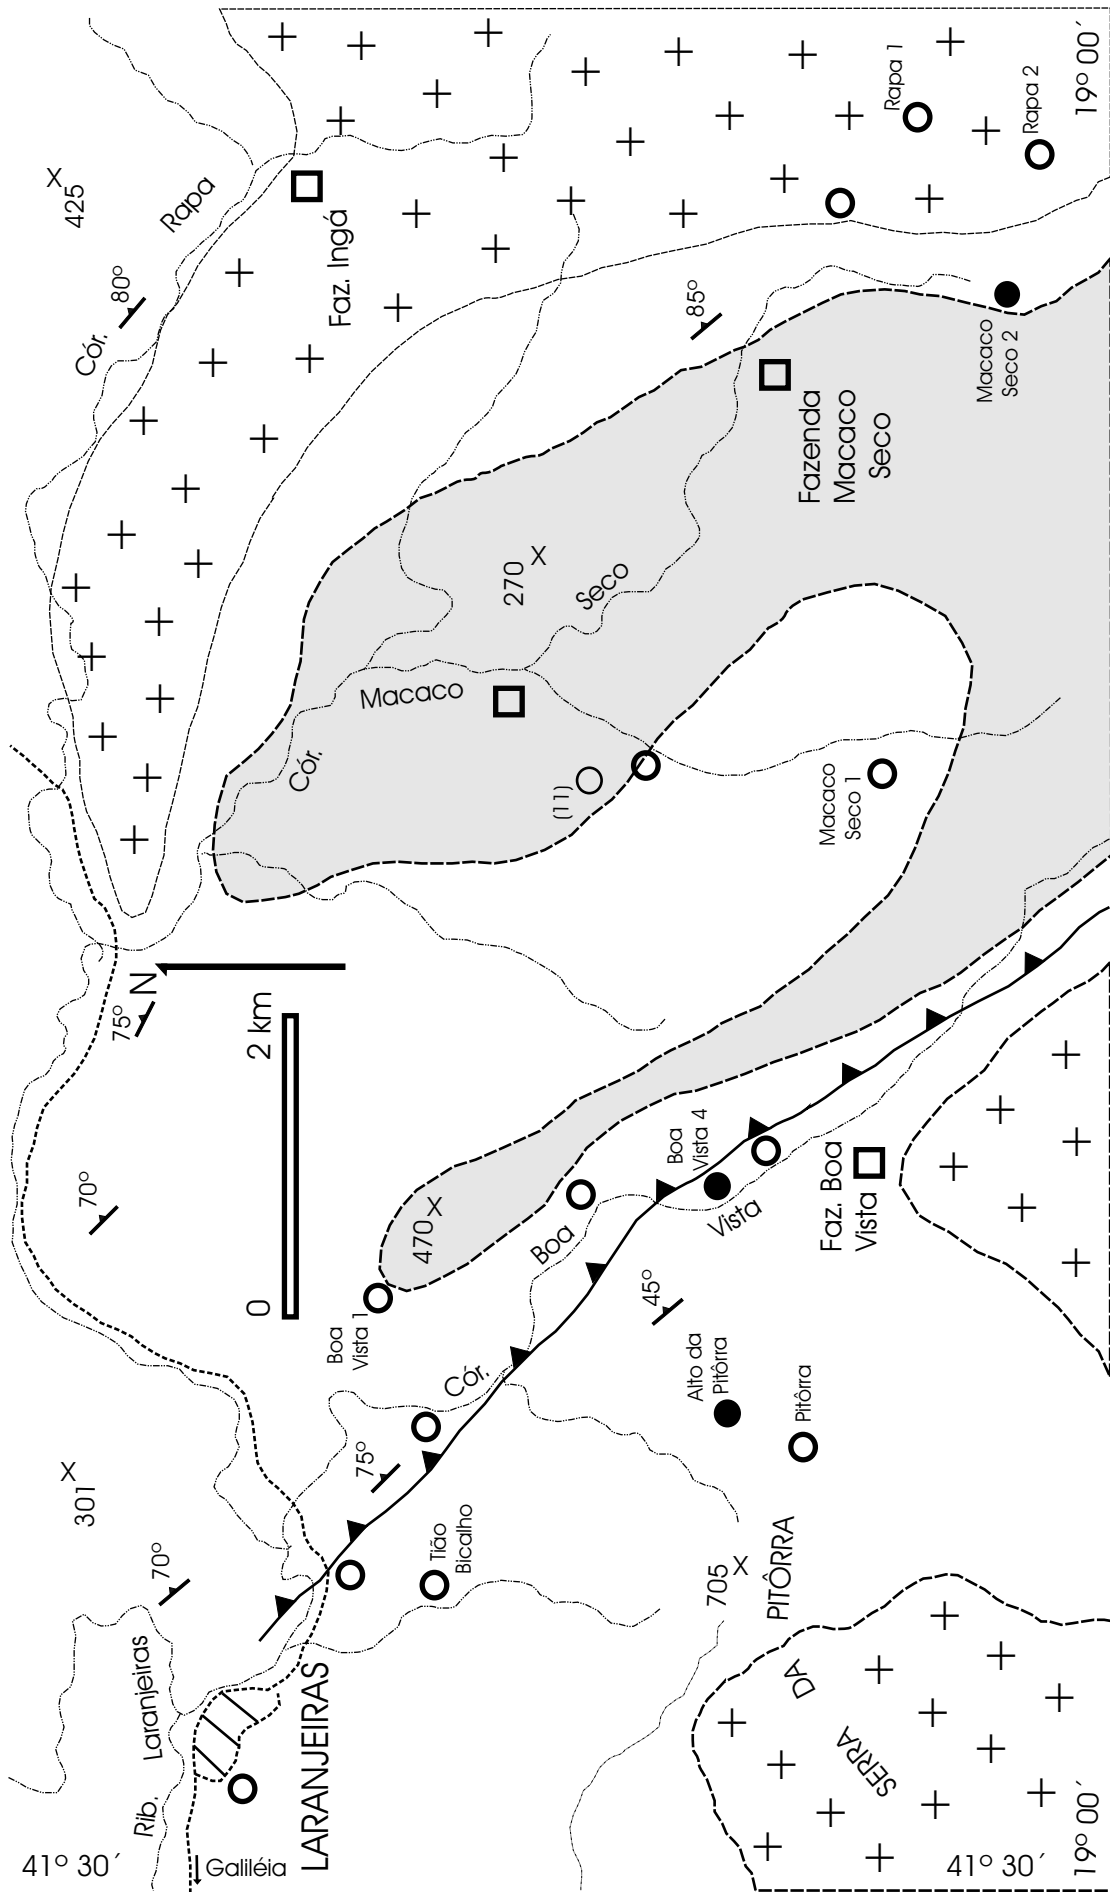 41° 30´
Galiléia
Rib. Laranjeiras
LARANJEIRAS
301
X
70°
70°
75°
N
0
2 km
Cór. Rapa
80°
X
425
Faz. Ingá
Tião
Bicalho
75°
Cór. Boa Vista
Boa
Vista 1
470
X
Boa
Vista 4
45°
Alto da
Pitôrra
Pitôrra
705
X
SERRA DA PITÔRRA
Faz. Boa
Vista
Cór. Macaco Seco
270
X
(11)
Macaco
Seco 1
85°
Fazenda
Macaco
Seco
Macaco
Seco 2
Rapa 1
Rapa 2
41° 30´
19° 00´
19° 00´